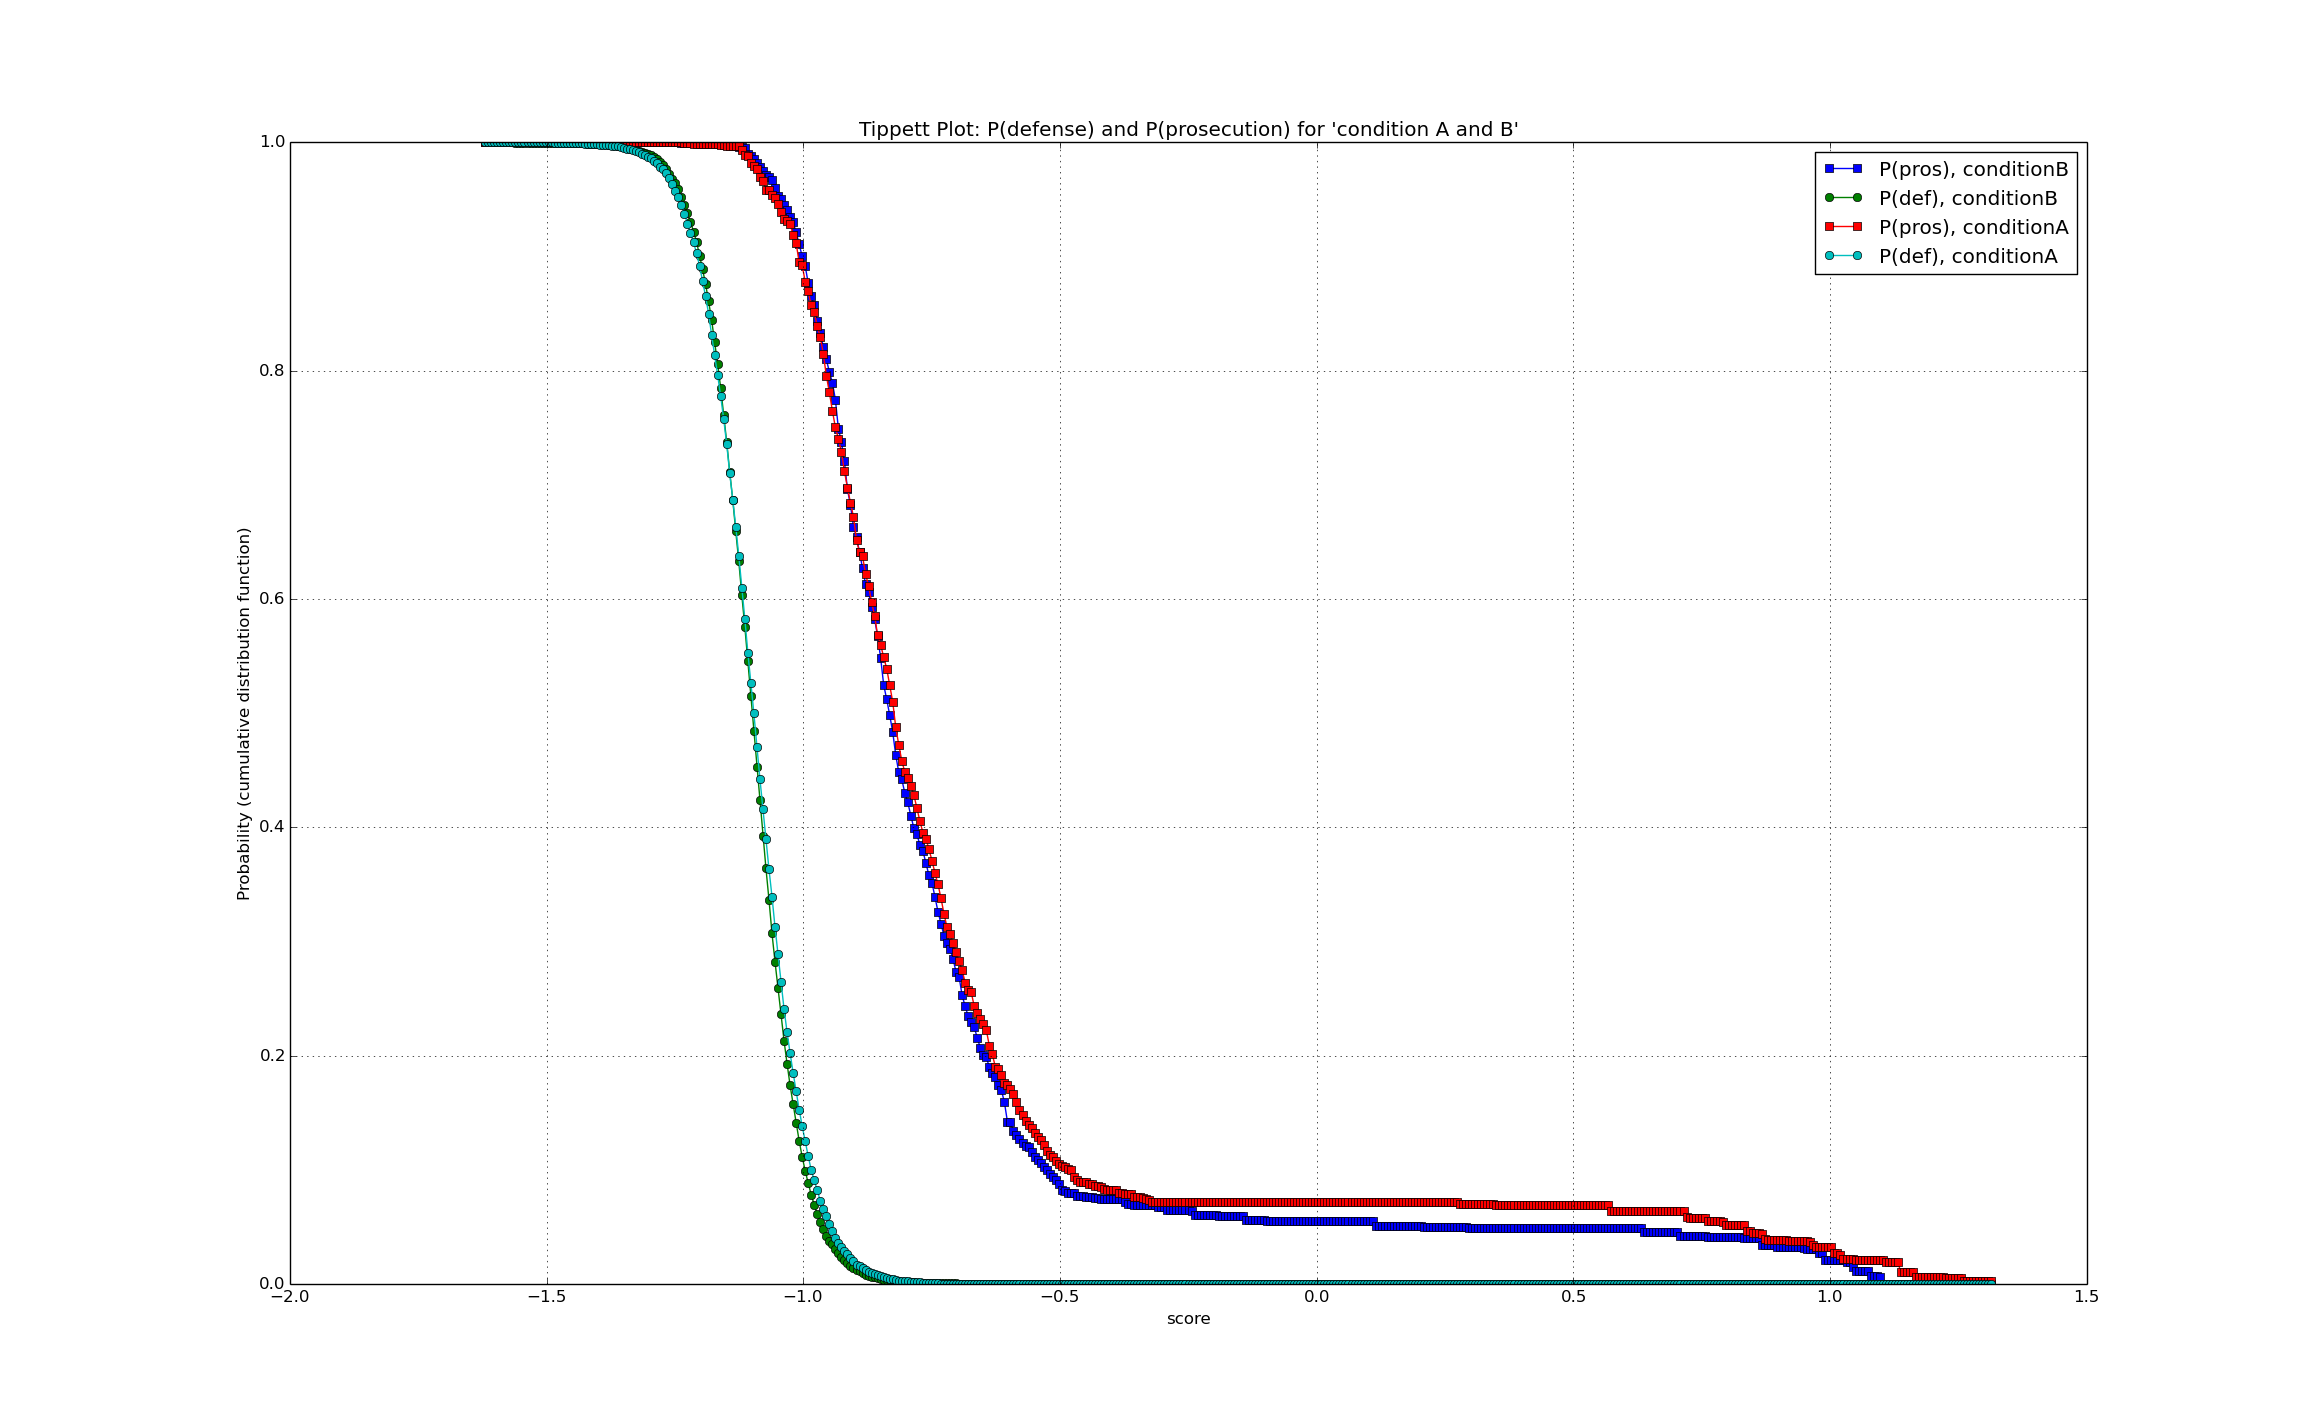 Tippett Plot: P(defense) and P(prosecution) for 'condition A and B'
P(pros), conditionB
P(def), conditionB
P(pros), conditionA
P(def), conditionA
Probability (cumulative distribution function)
1.0
0.8
0.6
0.4
0.2
0.0
−2.0 −1.5 −1.0 −0.5 0.0 0.5 1.0 1.5
score